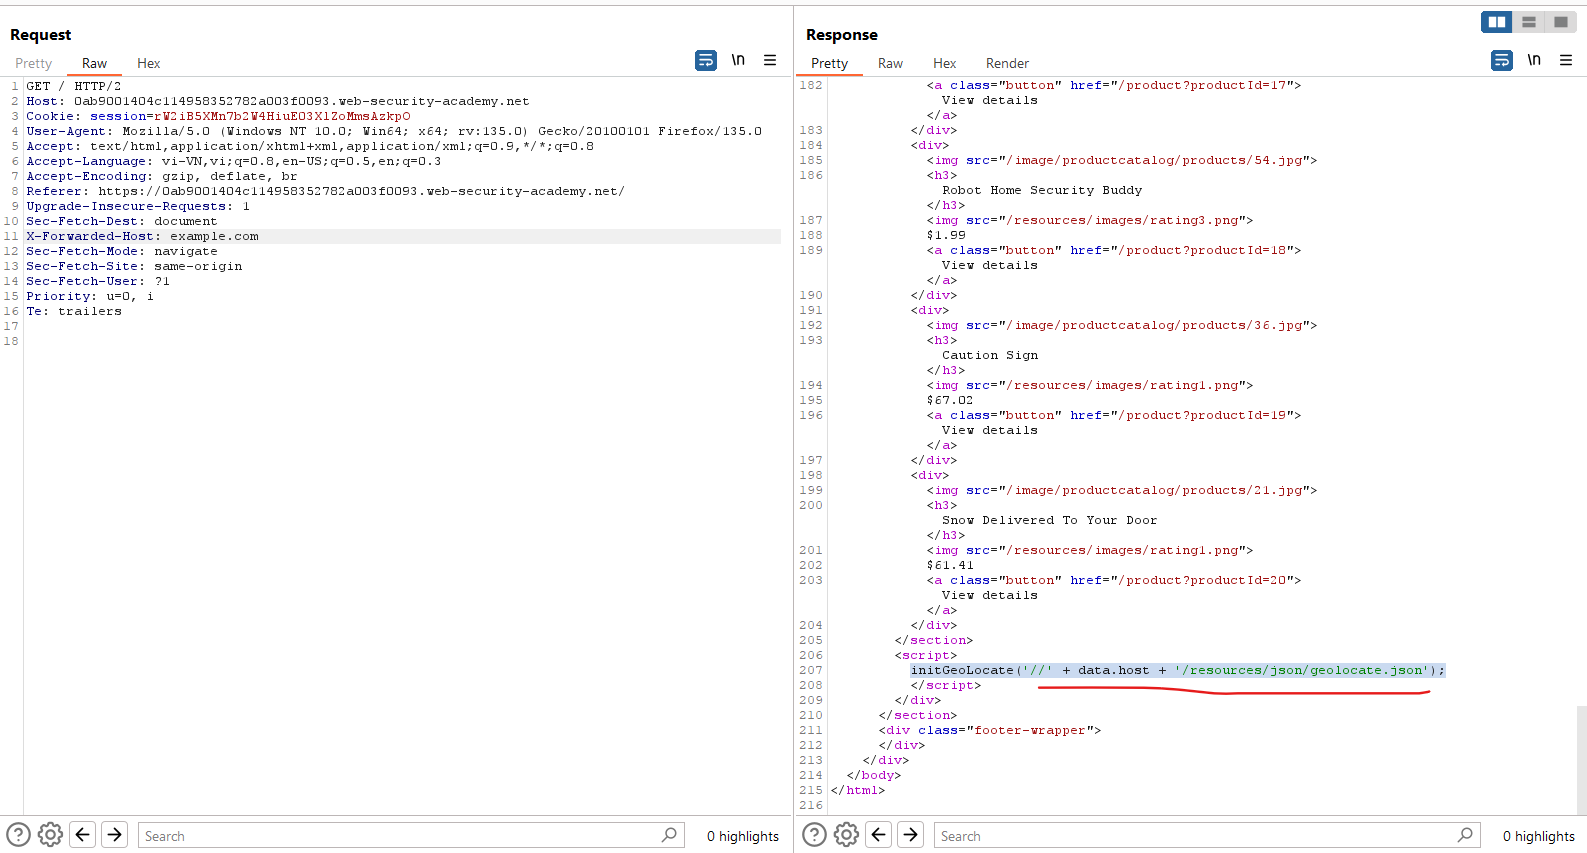 Request
Pretty Raw Hex
\n
1 GET / HTTP/2
2 Host: 0ab9001404c114958352782a003f0093.web-security-academy.net
3 Cookie: session=rW2iB5XMn7b2W4HiuE03XlZoMmsAzkpO
4 User-Agent: Mozilla/5.0 (Windows NT 10.0; Win64; x64; rv:135.0) Gecko/20100101 Firefox/135.0
5 Accept: text/html,application/xhtml+xml,application/xml;q=0.9,*/*;q=0.8
6 Accept-Language: vi-VN,vi;q=0.8,en-US;q=0.5,en;q=0.3
7 Accept-Encoding: gzip, deflate, br
8 Referer: https://0ab9001404c114958352782a003f0093.web-security-academy.net/
9 Upgrade-Insecure-Requests: 1
10 Sec-Fetch-Dest: document
11 X-Forwarded-Host: example.com
12 Sec-Fetch-Mode: navigate
13 Sec-Fetch-Site: same-origin
14 Sec-Fetch-User: ?1
15 Priority: u=0, i
16 Te: trailers
17
18
Search
0 highlights
Response
Pretty Raw Hex Render
\n
182 <a class="button" href="/product?productId=17">
View details
</a>
183 </div>
184 <div>
185 <img src="/image/productcatalog/products/54.jpg">
186 <h3>
Robot Home Security Buddy
</h3>
187 <img src="/resources/images/rating3.png">
188 $1.99
189 <a class="button" href="/product?productId=18">
View details
</a>
190 </div>
191 <div>
192 <img src="/image/productcatalog/products/36.jpg">
193 <h3>
Caution Sign
</h3>
194 <img src="/resources/images/rating1.png">
195 $67.02
196 <a class="button" href="/product?productId=19">
View details
</a>
197 </div>
198 <div>
199 <img src="/image/productcatalog/products/21.jpg">
200 <h3>
Snow Delivered To Your Door
</h3>
201 <img src="/resources/images/rating1.png">
202 $61.41
203 <a class="button" href="/product?productId=20">
View details
</a>
204 </div>
205 </section>
206 <script>
207 initGeoLocate('//' + data.host + '/resources/json/geolocate.json');
208 </script>
209 </div>
210 </section>
211 <div class="footer-wrapper">
212 </div>
213 </div>
214 </body>
215 </html>
216
Search
0 highlights